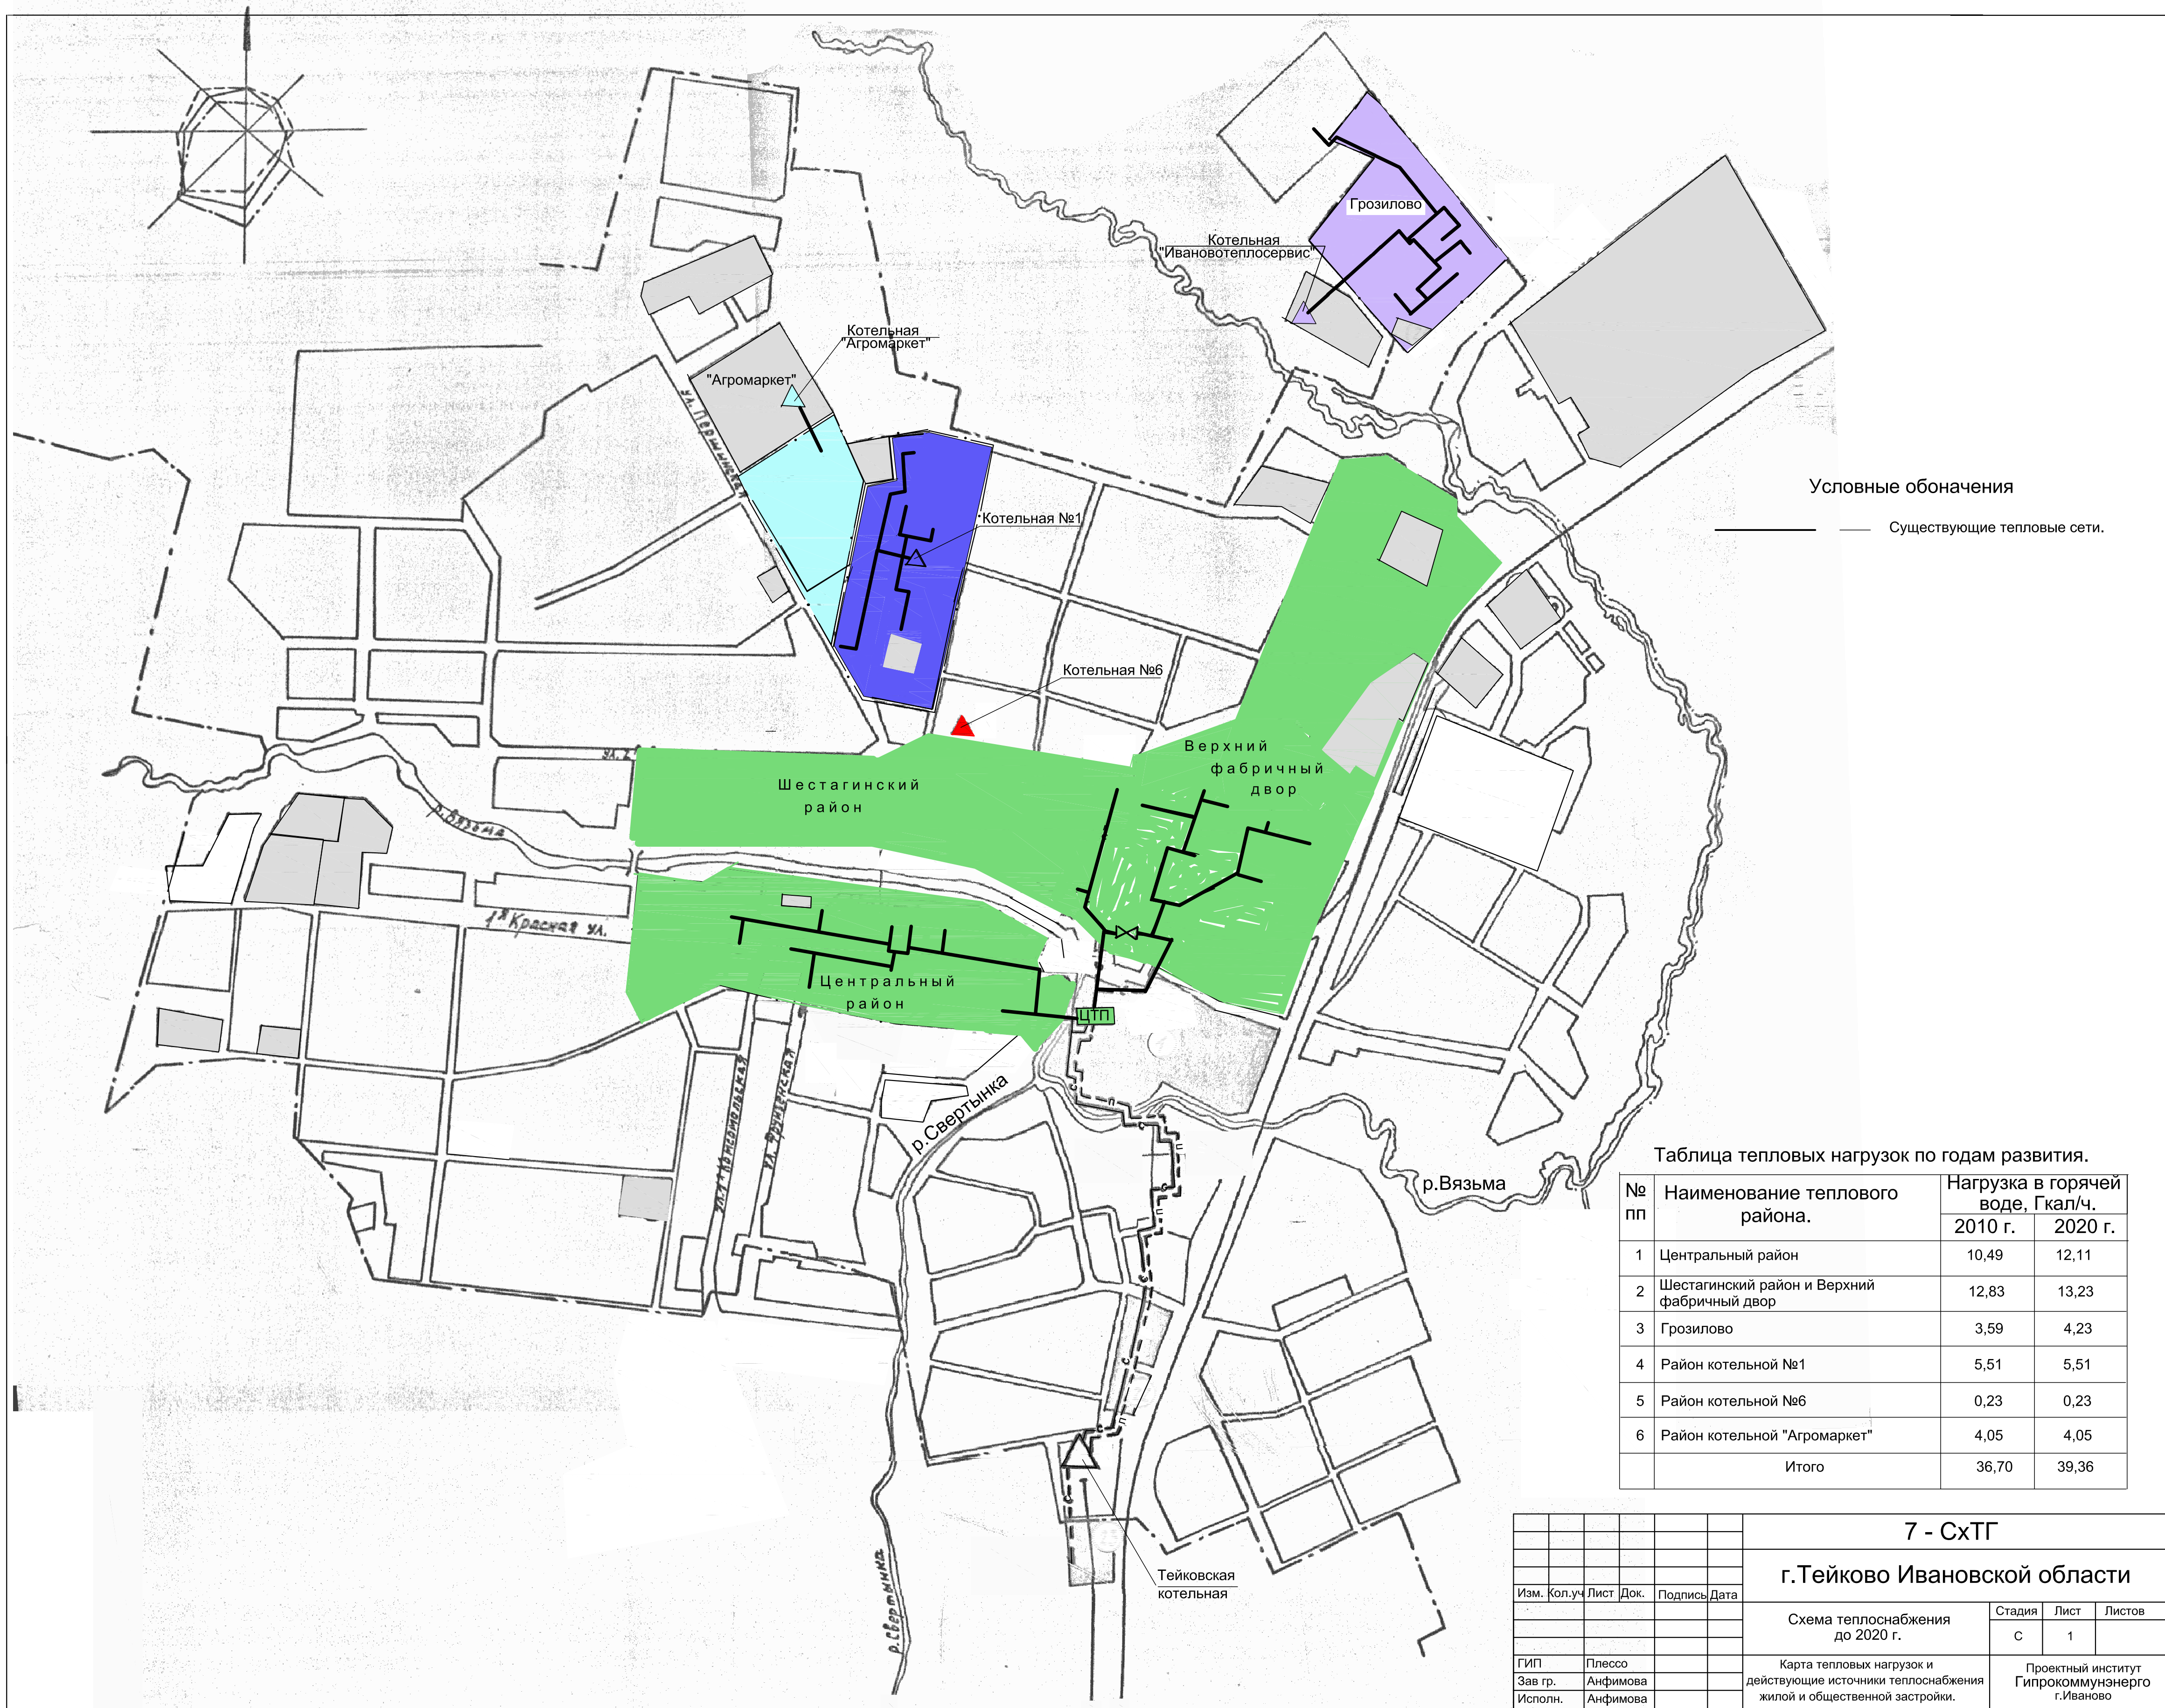 Грозилово
Котельная
"Ивановотеплосервис"
Котельная
"Агромаркет"
"Агромаркет"
ул. Першинская
Котельная №1
Условные обоначения
Существующие тепловые сети.
Котельная №6
ул. 2
Верхний
фабричный
двор
Шестагинский
район
р. Вязьма
1я Красная ул.
Центральный
район
ЦТП
ул. Фрунзенская
р.Свертынка
р.Вязьма
Тейковская
котельная
р.Свертынка
Таблица тепловых нагрузок по годам развития.
№ пп Наименование теплового района. Нагрузка в горячей воде, Гкал/ч.
2010 г. 2020 г.
1 Центральный район 10,49 12,11
2 Шестагинский район и Верхний фабричный двор 12,83 13,23
3 Грозилово 3,59 4,23
4 Район котельной №1 5,51 5,51
5 Район котельной №6 0,23 0,23
6 Район котельной "Агромаркет" 4,05 4,05
Итого 36,70 39,36
7 - СхТГ
г.Тейково Ивановской области
Изм. Кол.уч Лист Док. Подпись Дата
Схема теплоснабжения
до 2020 г.
Стадия Лист Листов
С 1
ГИП Плессо
Зав гр. Анфимова
Исполн. Анфимова
Карта тепловых нагрузок и
действующие источники теплоснабжения
жилой и общественной застройки.
Проектный институт
Гипрокоммунэнерго
г.Иваново